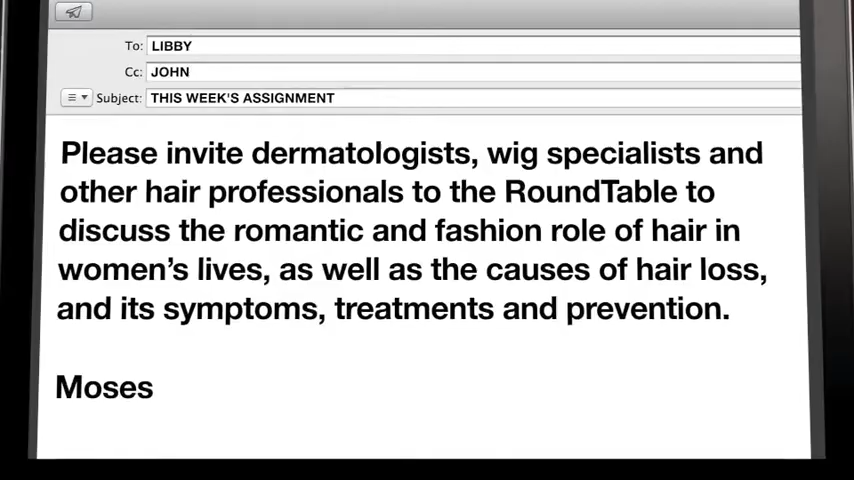 To: LIBBY
Cc: JOHN
Subject: THIS WEEK'S ASSIGNMENT
Please invite dermatologists, wig specialists and
other hair professionals to the RoundTable to
discuss the romantic and fashion role of hair in
women's lives, as well as the causes of hair loss,
and its symptoms, treatments and prevention.
Moses